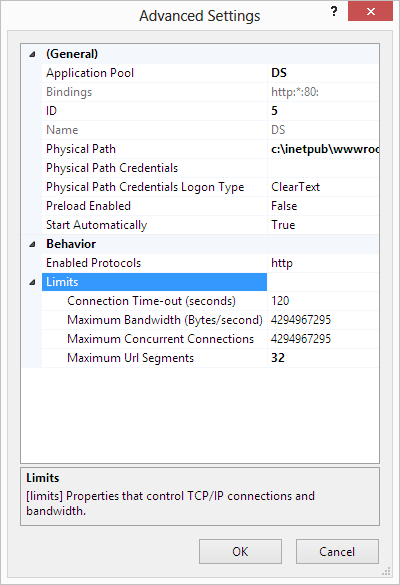 Advanced Settings
?
(General)
Application Pool DS
Bindings http:*:80:
ID 5
Name DS
Physical Path c:\inetpub\wwwroo
Physical Path Credentials
Physical Path Credentials Logon Type ClearText
Preload Enabled False
Start Automatically True
Behavior
Enabled Protocols http
Limits
Connection Time-out (seconds) 120
Maximum Bandwidth (Bytes/second) 4294967295
Maximum Concurrent Connections 4294967295
Maximum Url Segments 32
Limits
[limits] Properties that control TCP/IP connections and
bandwidth.
OK Cancel